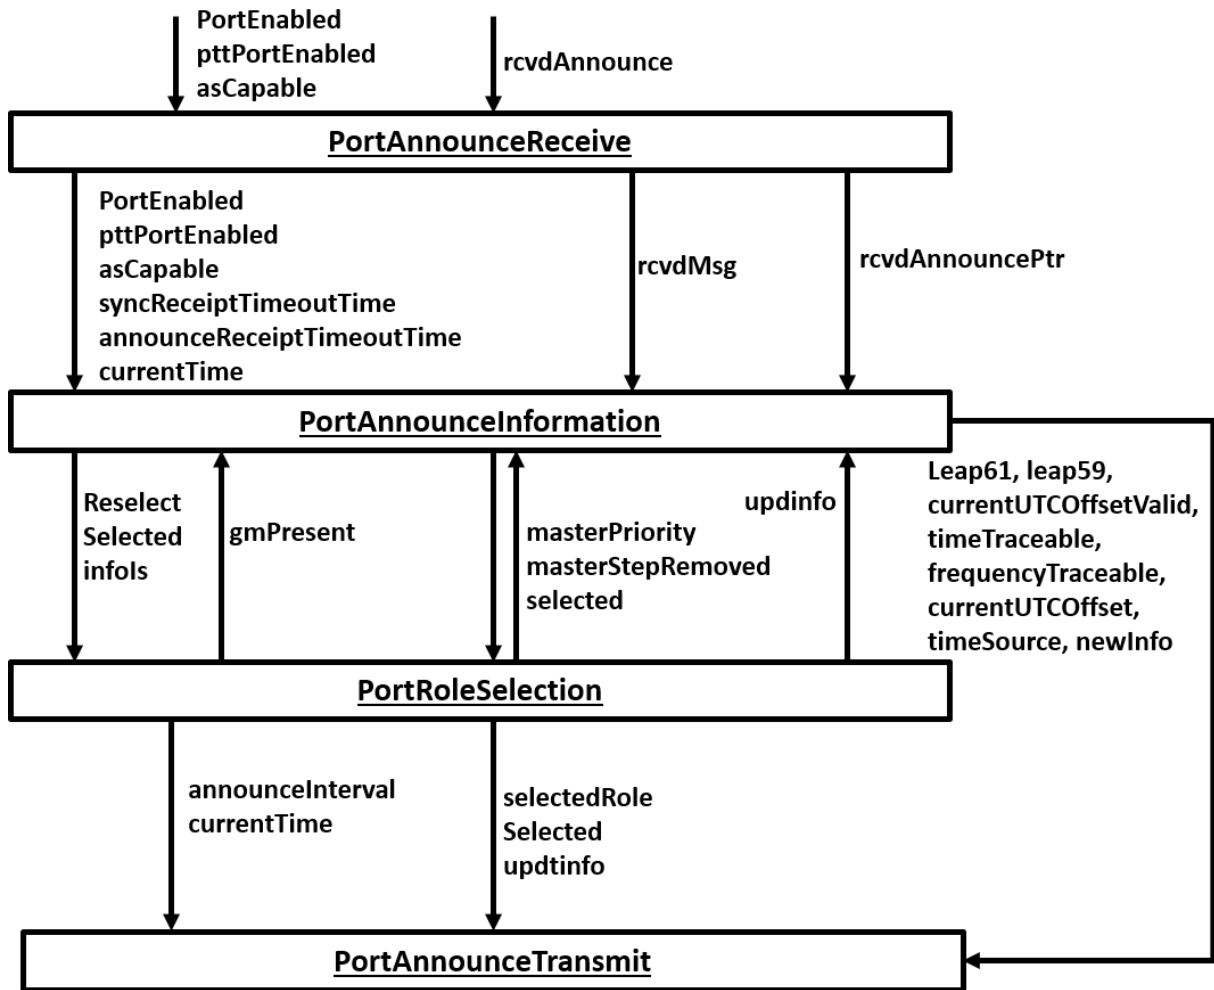 PortEnabled
pttPortEnabled
asCapable
rcvdAnnounce
PortAnnounceReceive
PortEnabled
pttPortEnabled
asCapable
syncReceiptTimeoutTime
announceReceiptTimeoutTime
currentTime
rcvdMsg
rcvdAnnouncePtr
PortAnnounceInformation
Reselect
Selected
infoIs
gmPresent
masterPriority
masterStepRemoved
selected
updinfo
Leap61, leap59,
currentUTCOffsetValid,
timeTraceable,
frequencyTraceable,
currentUTCOffset,
timeSource, newInfo
PortRoleSelection
announceInterval
currentTime
selectedRole
Selected
updtinfo
PortAnnounceTransmit